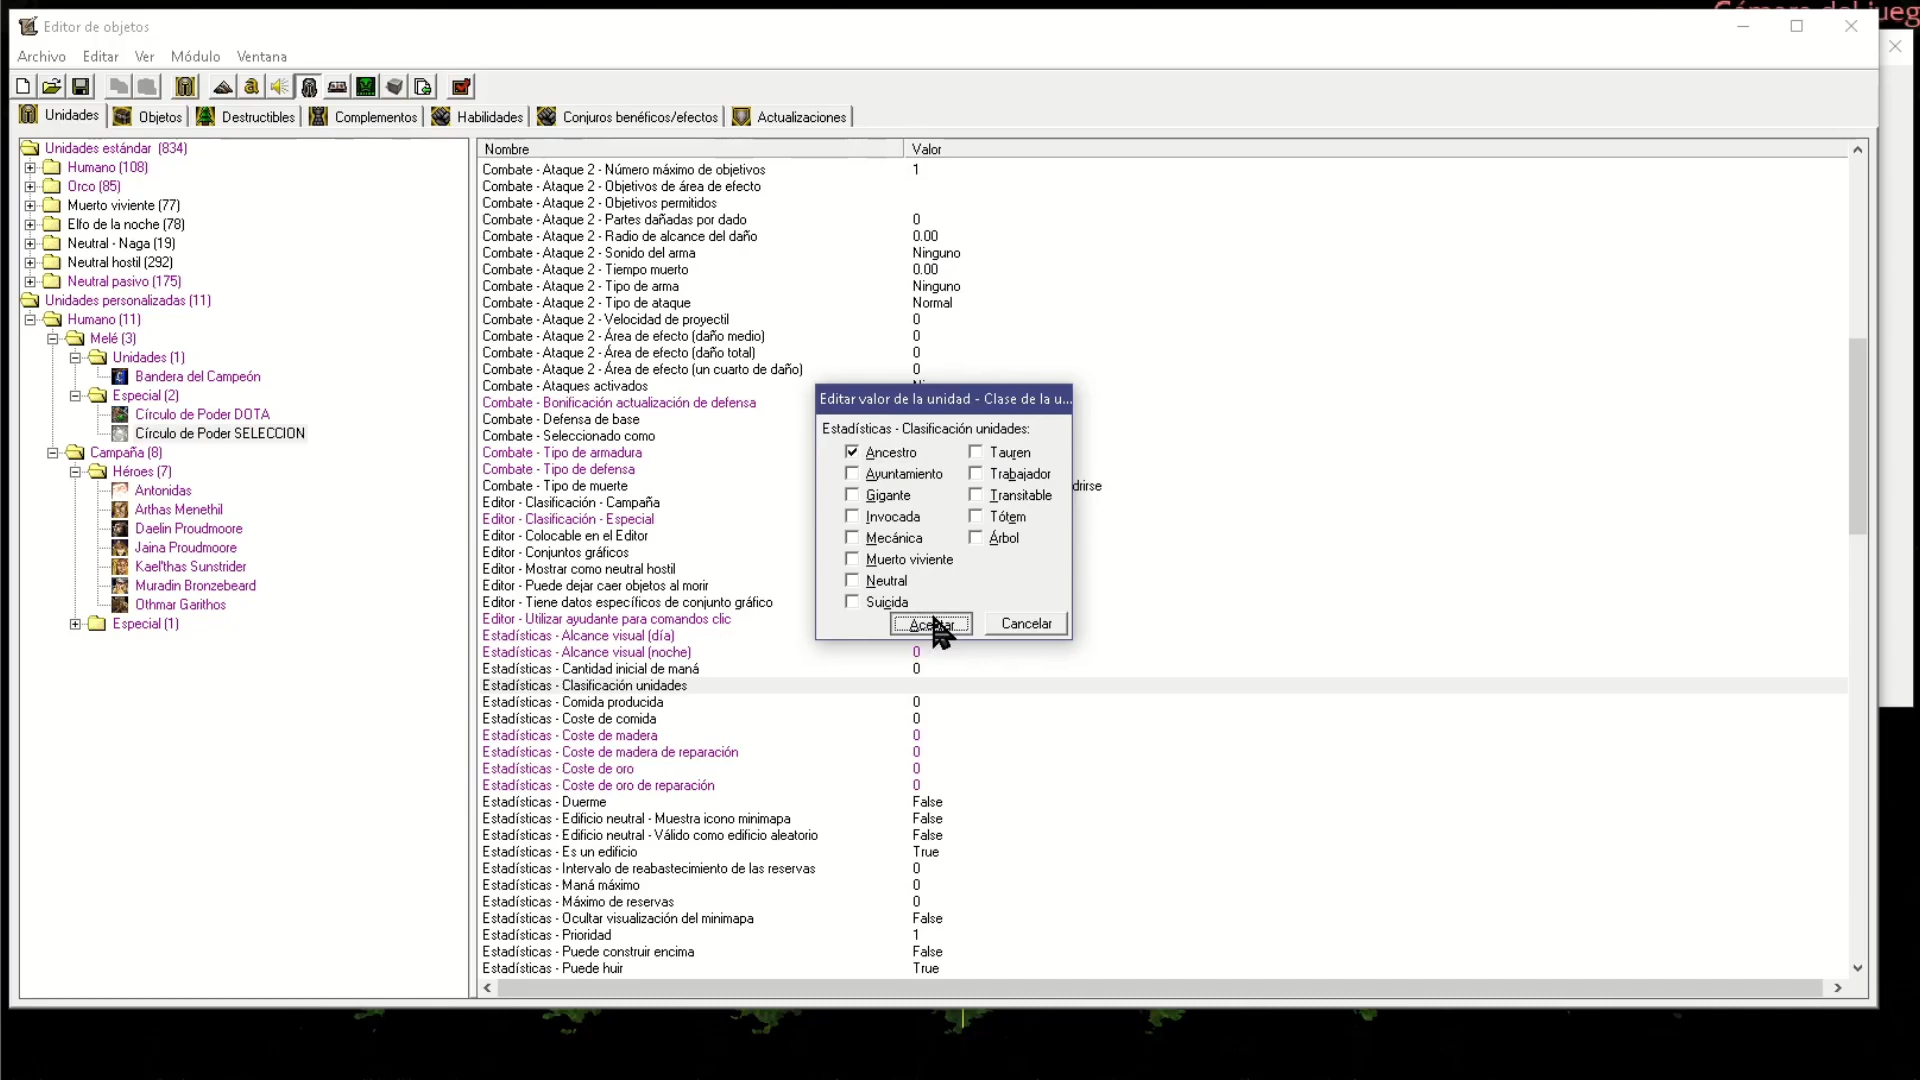 Editor de objetos
Archivo Editar Ver Módulo Ventana
Unidades Objetos Destructibles Complementos Habilidades Conjuros benéficos/efectos Actualizaciones
Unidades estándar (834)
Humano (108)
Orco (85)
Muerto viviente (77)
Elfo de la noche (78)
Neutral - Naga (19)
Neutral hostil (292)
Neutral pasivo (175)
Unidades personalizadas (11)
Humano (11)
Melé (3)
Unidades (1)
Bandera del Campeón
Especial (2)
Círculo de Poder DOTA
Círculo de Poder SELECCION
Campaña (8)
Héroes (7)
Antonidas
Arthas Menethil
Daelin Proudmoore
Jaina Proudmoore
Kael'thas Sunstrider
Muradin Bronzebeard
Othmar Garithos
Especial (1)
Nombre Valor
Combate - Ataque 2 - Número máximo de objetivos 1
Combate - Ataque 2 - Objetivos de área de efecto
Combate - Ataque 2 - Objetivos permitidos
Combate - Ataque 2 - Partes dañadas por dado 0
Combate - Ataque 2 - Radio de alcance del daño 0.00
Combate - Ataque 2 - Sonido del arma Ninguno
Combate - Ataque 2 - Tiempo muerto 0.00
Combate - Ataque 2 - Tipo de arma Ninguno
Combate - Ataque 2 - Tipo de ataque Normal
Combate - Ataque 2 - Velocidad de proyectil 0
Combate - Ataque 2 - Área de efecto (daño medio) 0
Combate - Ataque 2 - Área de efecto (daño total) 0
Combate - Ataque 2 - Área de efecto (un cuarto de daño) 0
Combate - Ataques activados
Combate - Bonificación actualización de defensa
Combate - Defensa de base
Combate - Seleccionado como
Combate - Tipo de armadura
Combate - Tipo de defensa
Combate - Tipo de muerte drirse
Editor - Clasificación - Campaña
Editor - Clasificación - Especial
Editor - Colocable en el Editor
Editor - Conjuntos gráficos
Editor - Mostrar como neutral hostil
Editor - Puede dejar caer objetos al morir
Editor - Tiene datos específicos de conjunto gráfico
Editor - Utilizar ayudante para comandos clic
Estadísticas - Alcance visual (día)
Estadísticas - Alcance visual (noche) 0
Estadísticas - Cantidad inicial de maná 0
Estadísticas - Clasificación unidades
Estadísticas - Comida producida 0
Estadísticas - Coste de comida 0
Estadísticas - Coste de madera 0
Estadísticas - Coste de madera de reparación 0
Estadísticas - Coste de oro 0
Estadísticas - Coste de oro de reparación 0
Estadísticas - Duerme False
Estadísticas - Edificio neutral - Muestra icono minimapa False
Estadísticas - Edificio neutral - Válido como edificio aleatorio False
Estadísticas - Es un edificio True
Estadísticas - Intervalo de reabastecimiento de las reservas 0
Estadísticas - Maná máximo 0
Estadísticas - Máximo de reservas 0
Estadísticas - Ocultar visualización del minimapa False
Estadísticas - Prioridad 1
Estadísticas - Puede construir encima False
Estadísticas - Puede huir True
Editar valor de la unidad - Clase de la u...
Estadísticas - Clasificación unidades:
Ancestro Tauren
Ayuntamiento Trabajador
Gigante Transitable
Invocada Tótem
Mecánica Árbol
Muerto viviente
Neutral
Suicida
Aceptar Cancelar